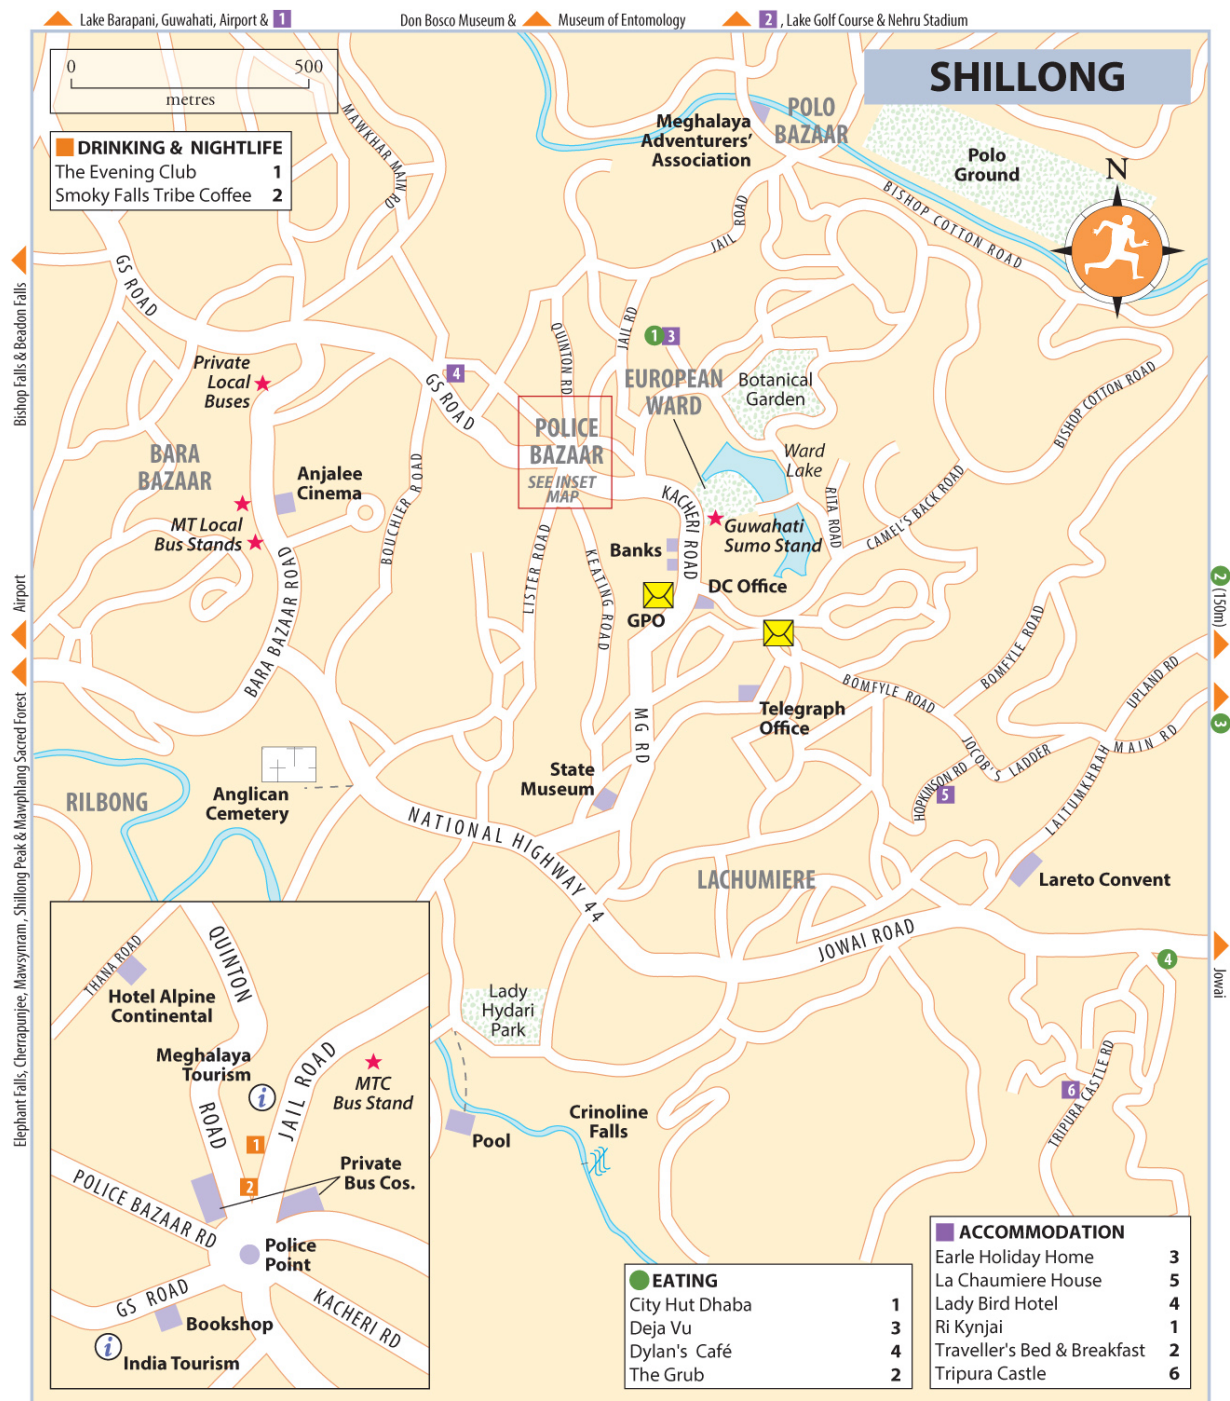 Lake Barapani, Guwahati, Airport & 1
Don Bosco Museum &
Museum of Entomology
2 , Lake Golf Course & Nehru Stadium
SHILLONG
0 500
metres
DRINKING & NIGHTLIFE
The Evening Club 1
Smoky Falls Tribe Coffee 2
MAWKHAR MAIN RD
Meghalaya
Adventurers'
Association
POLO
BAZAAR
Polo
Ground
N
BISHOP COTTON ROAD
JAIL ROAD
Bishop Falls & Beadon Falls
GS ROAD
QUINTON RD
JAIL RD
1 3
Private
Local
Buses
4
GS ROAD
EUROPEAN
WARD
Botanical
Garden
BISHOP COTTON ROAD
POLICE
BAZAAR
SEE INSET
MAP
BARA
BAZAAR
Anjalee
Cinema
Ward
Lake
BOUCHIER ROAD
KACHERI ROAD
RITA ROAD
CAMEL'S BACK ROAD
MT Local
Bus Stands
Guwahati
Sumo Stand
Banks
DC Office
GPO
LISTER ROAD
KEATING ROAD
BARA BAZAAR ROAD
Airport
2 (150m)
BOMFYLE ROAD
BOMFYLE ROAD
UPLAND RD
Telegraph
Office
MG RD
JOCOB'S LADDER
MAIN RD
3
State
Museum
HOPKINSON RD
5
LAITUMKHRAH
Anglican
Cemetery
RILBONG
NATIONAL HIGHWAY 44
LACHUMIERE
Lareto Convent
JOWAI ROAD
4
Jowai
Elephant Falls, Cherrapunjee, Mawsynram, Shillong Peak & Mawphlang Sacred Forest
THANA ROAD
QUINTON
ROAD
Hotel Alpine
Continental
Meghalaya
Tourism
i
JAIL ROAD
MTC
Bus Stand
1
2
Private
Bus Cos.
POLICE BAZAAR RD
Police
Point
GS ROAD
KACHERI RD
Bookshop
i
India Tourism
Lady
Hydari
Park
Pool
Crinoline
Falls
6
TRIPURA CASTLE RD
EATING
City Hut Dhaba 1
Deja Vu 3
Dylan's Café 4
The Grub 2
ACCOMMODATION
Earle Holiday Home 3
La Chaumiere House 5
Lady Bird Hotel 4
Ri Kynjai 1
Traveller's Bed & Breakfast 2
Tripura Castle 6